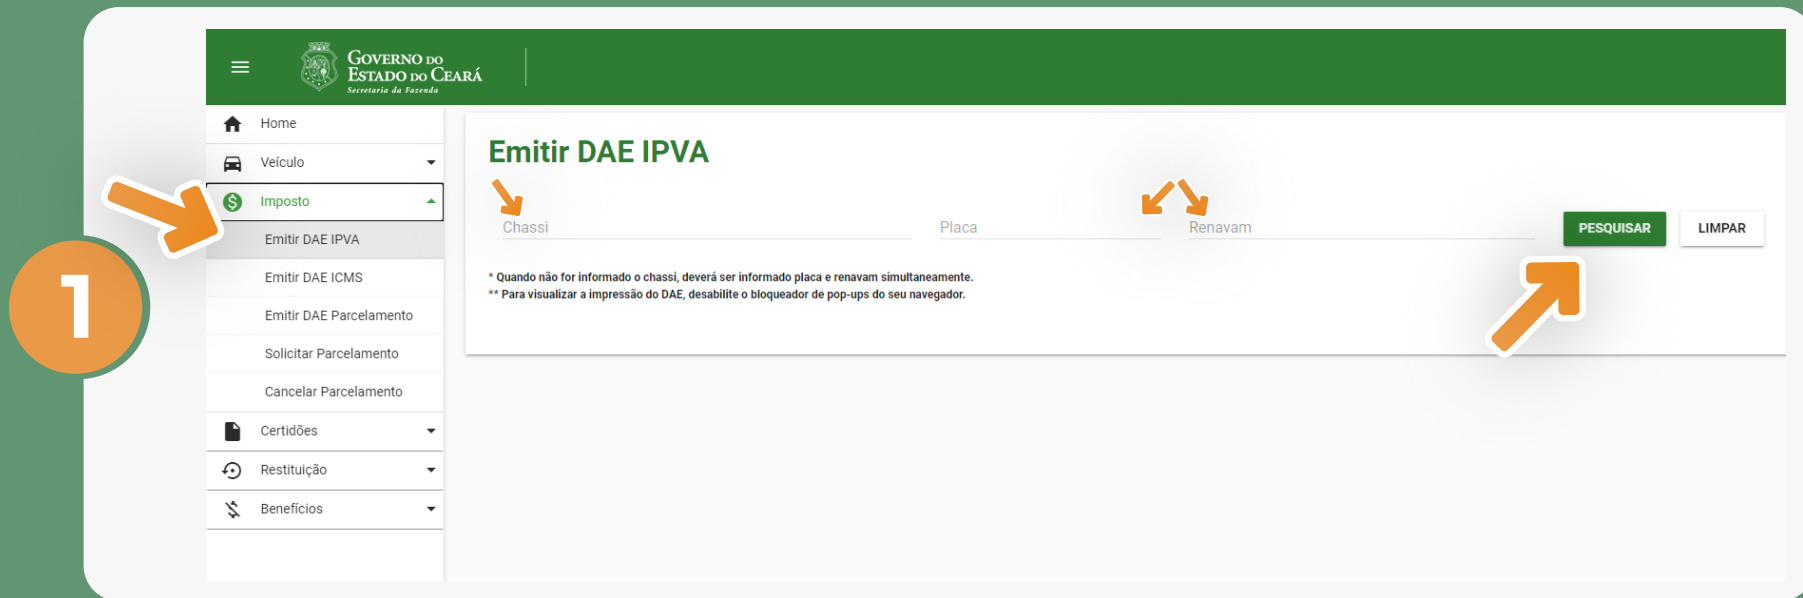 1
GOVERNO DO
ESTADO DO CEARÁ
Secretaria da Fazenda
Home
Veículo
$ Imposto
Emitir DAE IPVA
Emitir DAE ICMS
Emitir DAE Parcelamento
Solicitar Parcelamento
Cancelar Parcelamento
Certidões
Restituição
Benefícios
Emitir DAE IPVA
Chassi Placa Renavam PESQUISAR LIMPAR
* Quando não for informado o chassi, deverá ser informado placa e renavam simultaneamente.
** Para visualizar a impressão do DAE, desabilite o bloqueador de pop-ups do seu navegador.